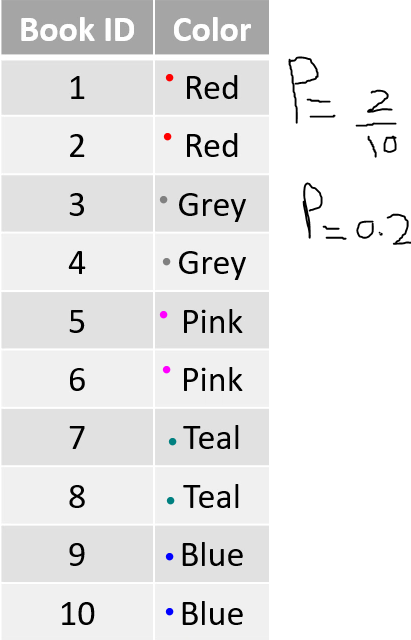 Book ID Color
1 Red
2 Red
3 Grey
4 Grey
5 Pink
6 Pink
7 Teal
8 Teal
9 Blue
10 Blue
P = 2/10
P = 0.2